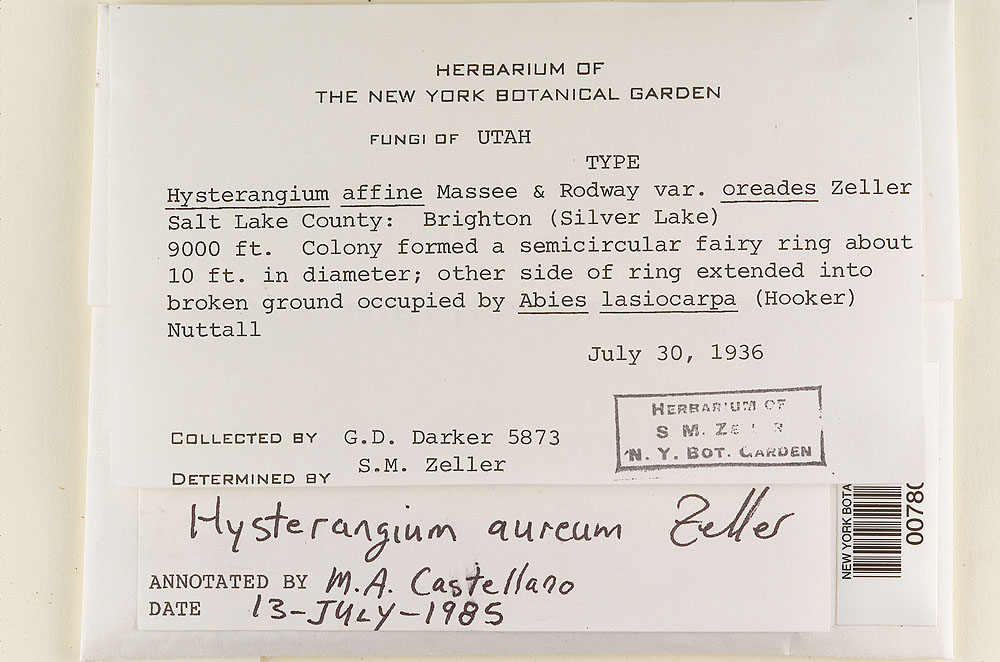 HERBARIUM OF
THE NEW YORK BOTANICAL GARDEN
FUNGI OF UTAH
TYPE
Hysterangium affine Massee & Rodway var. oreades Zeller
Salt Lake County: Brighton (Silver Lake)
9000 ft. Colony formed a semicircular fairy ring about
10 ft. in diameter; other side of ring extended into
broken ground occupied by Abies lasiocarpa (Hooker)
Nuttall
July 30, 1936
HERBARIUM OF
S M.
N. Y. BOT. GARDEN
COLLECTED BY G.D. Darker 5873
S.M. Zeller
DETERMINED BY
Hysterangium aureum Zeller
ANNOTATED BY M.A. Castellano
DATE 13-JULY-1985
NEW YORK BOTA
0078